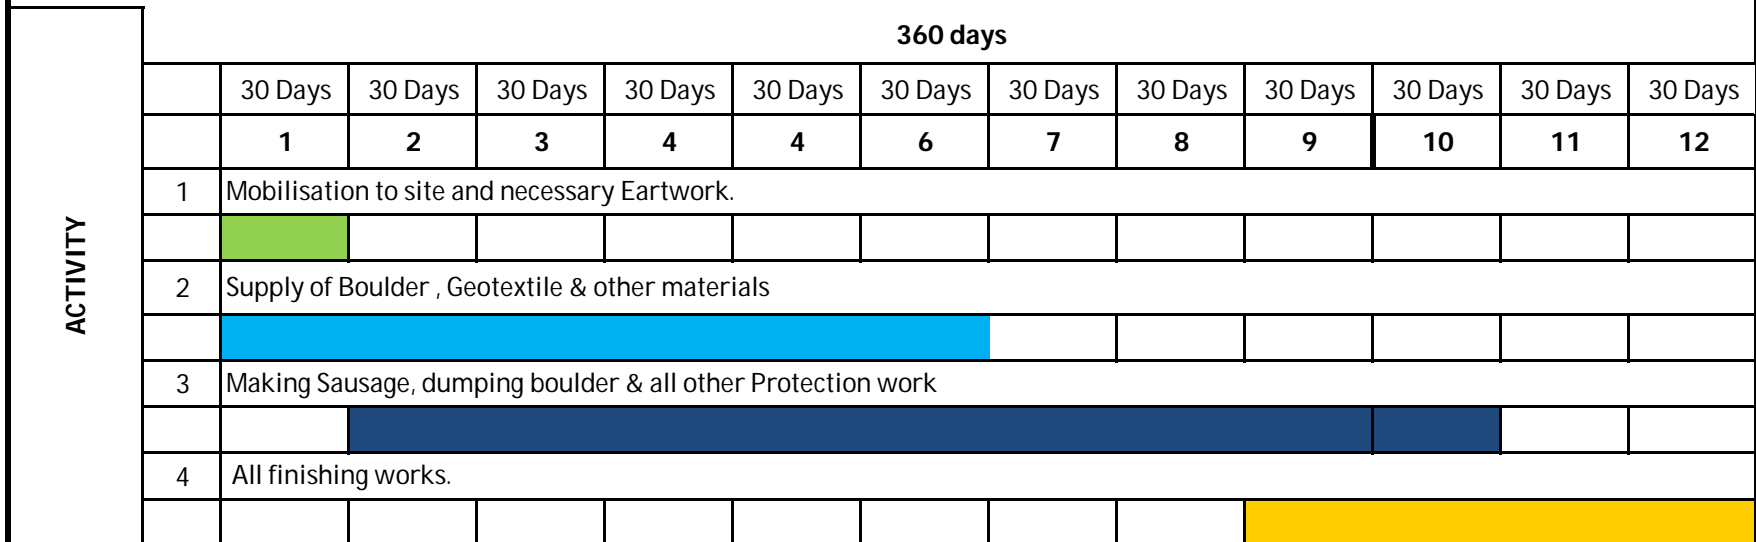 360 days
30 Days 30 Days 30 Days 30 Days 30 Days 30 Days 30 Days 30 Days 30 Days 30 Days 30 Days 30 Days
1 2 3 4 4 6 7 8 9 10 11 12
ACTIVITY
1 Mobilisation to site and necessary Eartwork.
2 Supply of Boulder , Geotextile & other materials
3 Making Sausage, dumping boulder & all other Protection work
4 All finishing works.